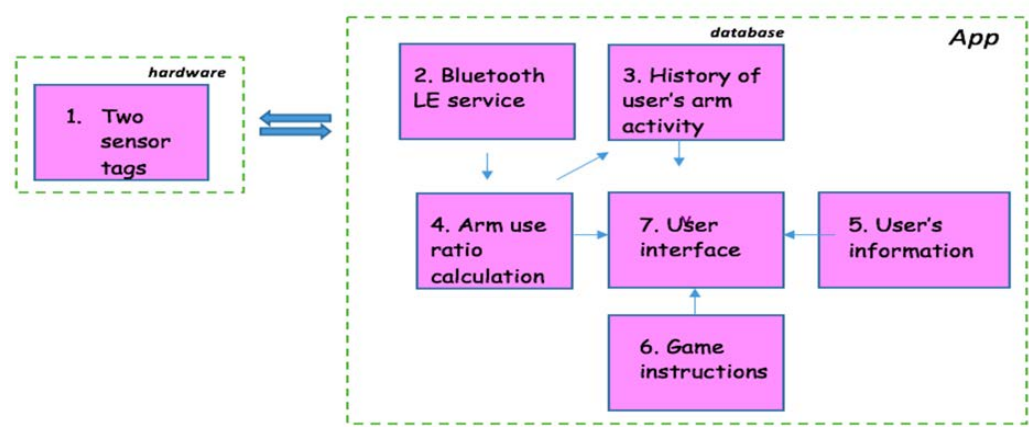 hardware
1. Two
sensor
tags
App
database
2. Bluetooth
LE service
3. History of
user's arm
activity
4. Arm use
ratio
calculation
7. User
interface
5. User's
information
6. Game
instructions